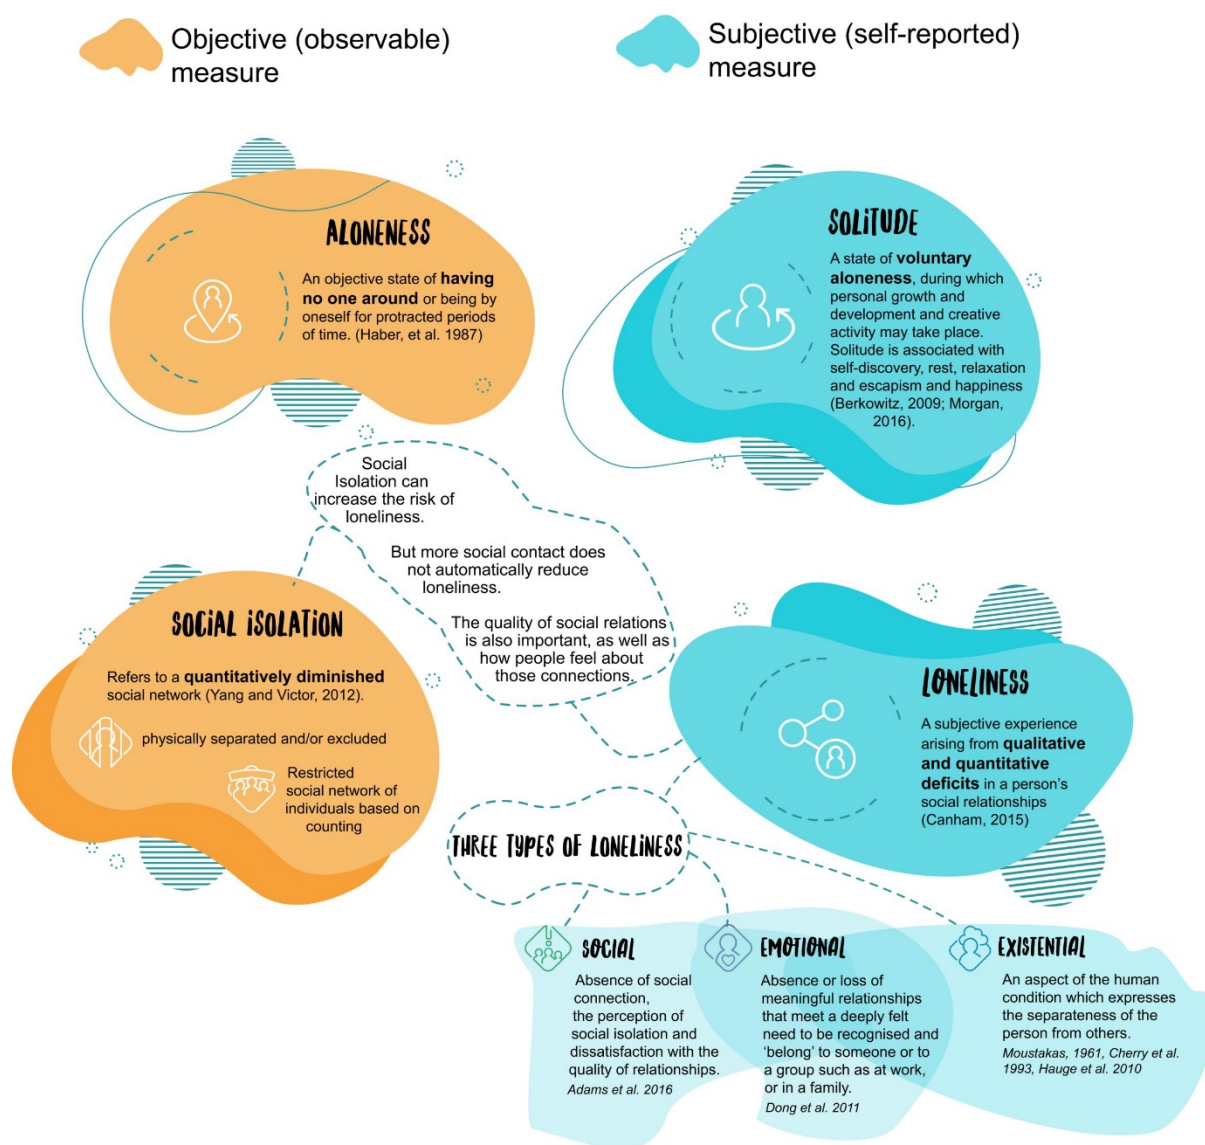 Objective (observable)
measure
Subjective (self-reported)
measure
ALONENESS
An objective state of having
no one around or being by
oneself for protracted periods
of time. (Haber, et al. 1987)
SOLITUDE
A state of voluntary
aloneness, during which
personal growth and
development and creative
activity may take place.
Solitude is associated with
self-discovery, rest, relaxation
and escapism and happiness
(Berkowitz, 2009; Morgan,
2016).
Social
Isolation can
increase the risk of
loneliness.
But more social contact does
not automatically reduce
loneliness.
The quality of social relations
is also important, as well as
how people feel about
those connections.
SOCIAL ISOLATION
Refers to a quantitatively diminished
social network (Yang and Victor, 2012).
physically separated and/or excluded
Restricted
social network of
individuals based on
counting
LONELINESS
A subjective experience
arising from qualitative
and quantitative
deficits in a person's
social relationships
(Canham, 2015)
THREE TYPES OF LONELINESS
SOCIAL
Absence of social
connection,
the perception of
social isolation and
dissatisfaction with the
quality of relationships.
Adams et al. 2016
EMOTIONAL
Absence or loss of
meaningful relationships
that meet a deeply felt
need to be recognised and
‘belong’ to someone or to
a group such as at work,
or in a family.
Dong et al. 2011
EXISTENTIAL
An aspect of the human
condition which expresses
the separateness of the
person from others.
Moustakas, 1961, Cherry et al.
1993, Hauge et al. 2010